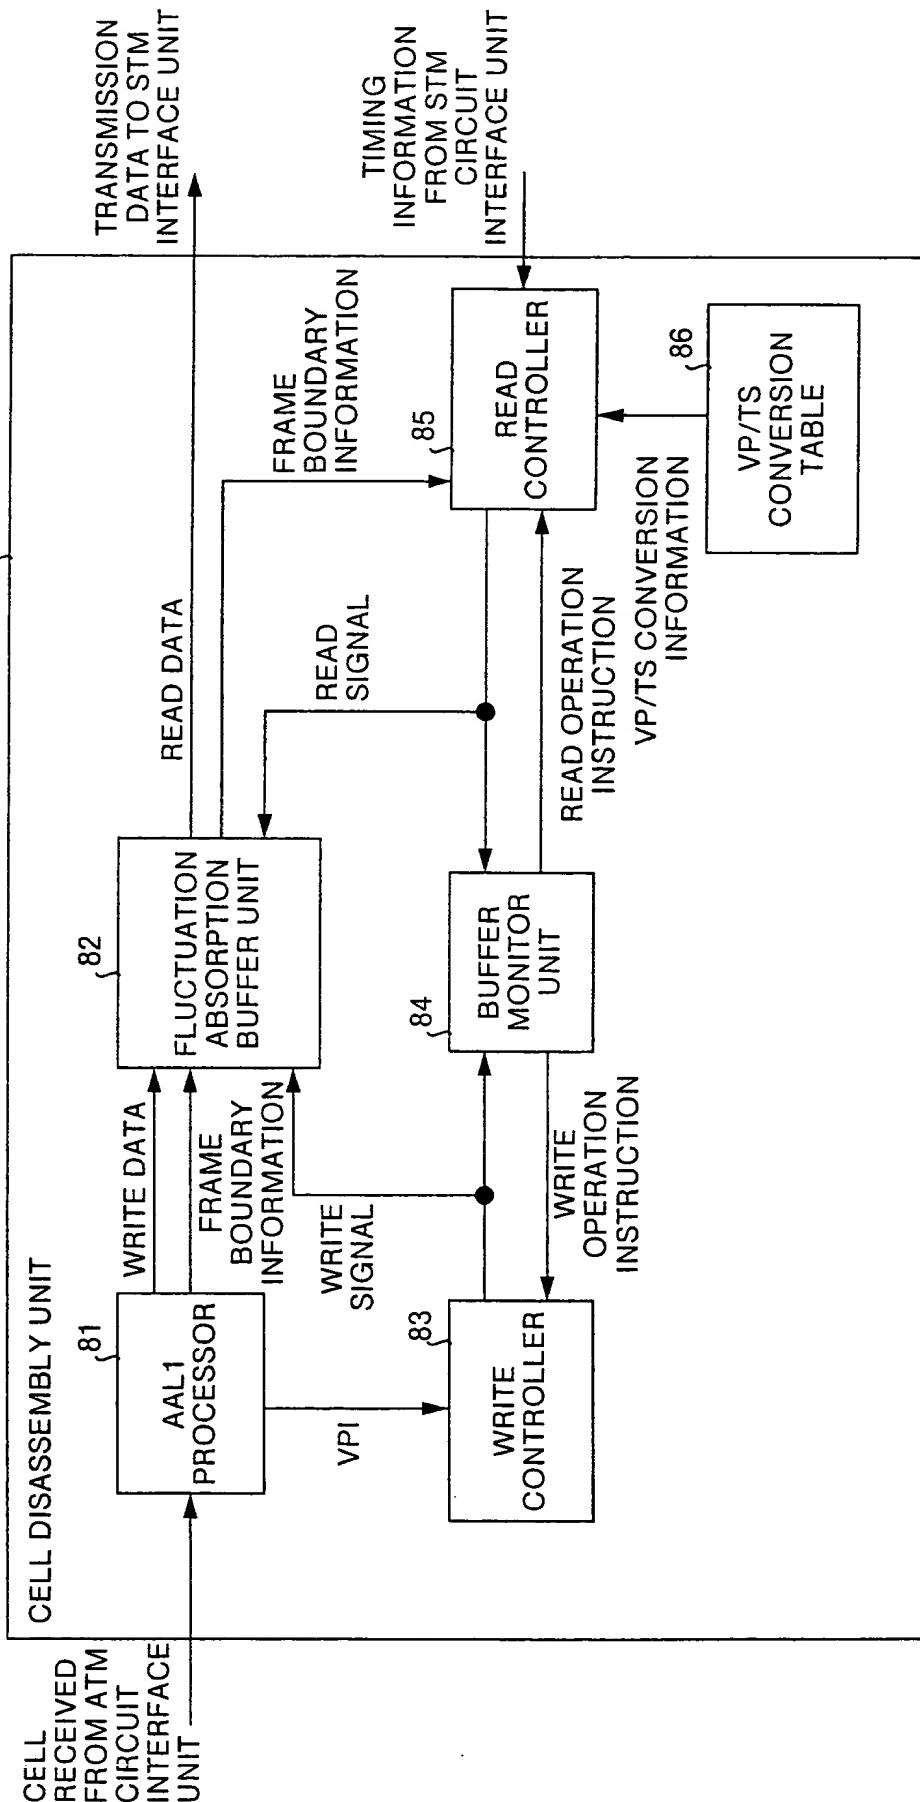 CELL
RECEIVED
FROM ATM
CIRCUIT
INTERFACE
UNIT
CELL DISASSEMBLY UNIT
81
AAL1
PROCESSOR
WRITE DATA
FRAME
BOUNDARY
INFORMATION
VPI
82
FLUCTUATION
ABSORPTION
BUFFER UNIT
READ DATA
TRANSMISSION
DATA TO STM
INTERFACE UNIT
FRAME
BOUNDARY
INFORMATION
WRITE
SIGNAL
READ
SIGNAL
83
WRITE
CONTROLLER
WRITE
OPERATION
INSTRUCTION
84
BUFFER
MONITOR
UNIT
READ OPERATION
INSTRUCTION
85
READ
CONTROLLER
TIMING
INFORMATION
FROM STM
CIRCUIT
INTERFACE UNIT
VP/TS CONVERSION
INFORMATION
86
VP/TS
CONVERSION
TABLE